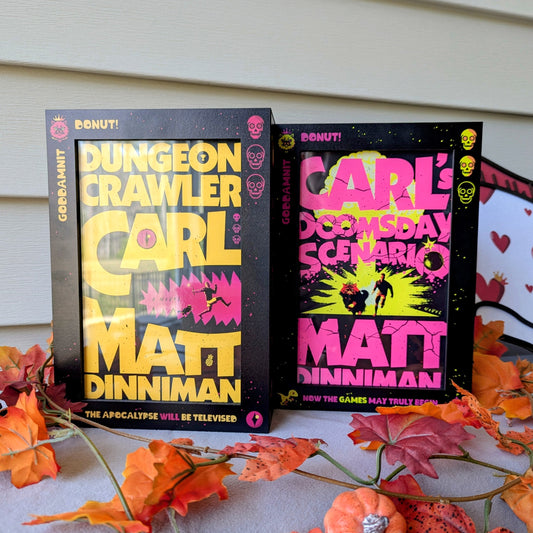 DONUT!
GODDAMNIT
DUNGEON
CRAWLER
CARL
MATT
DINNIMAN
THE APOCALYPSE WILL BE TELEVISED
DONUT!
GODDAMNIT
CARL'S
DOOMSDAY
SCENARIO
A NOVEL
MATT
DINNIMAN
NOW THE GAMES MAY TRULY BEGIN